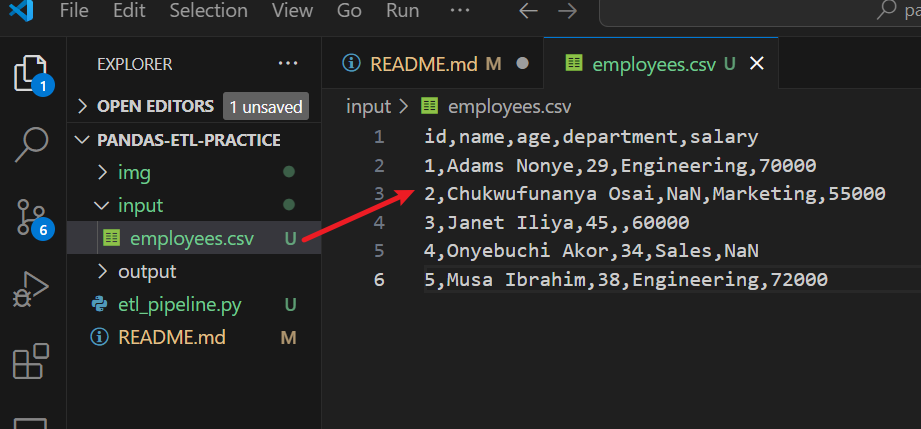 File Edit Selection View Go Run ···
EXPLORER ···
1
OPEN EDITORS 1 unsaved
PANDAS-ETL-PRACTICE
img
input
employees.csv U
output
etl_pipeline.py U
README.md M
6
README.md M
employees.csv U
input > employees.csv
1 id,name,age,department,salary
2 1,Adams Nonye,29,Engineering,70000
3 2,Chukwufunanya Osai,NaN,Marketing,55000
4 3,Janet Iliya,45,,60000
5 4,Onyebuchi Akor,34,Sales,NaN
6 5,Musa Ibrahim,38,Engineering,72000